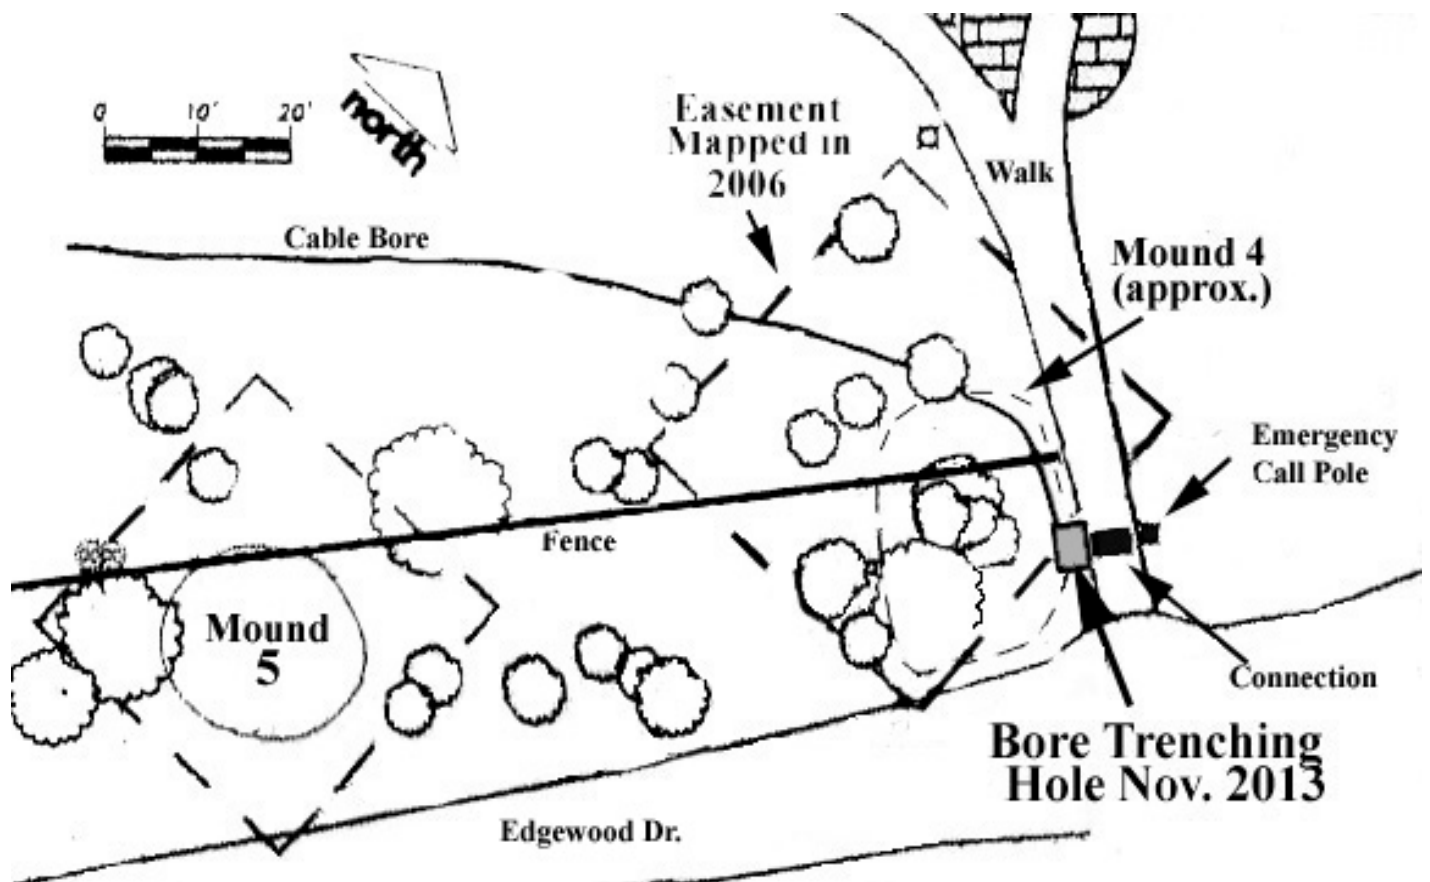 0 10' 20'
north
Easement
Mapped in
2006
Walk
Cable Bore
Mound 4
(approx.)
Emergency
Call Pole
Fence
Mound
5
Connection
Bore Trenching
Hole Nov. 2013
Edgewood Dr.